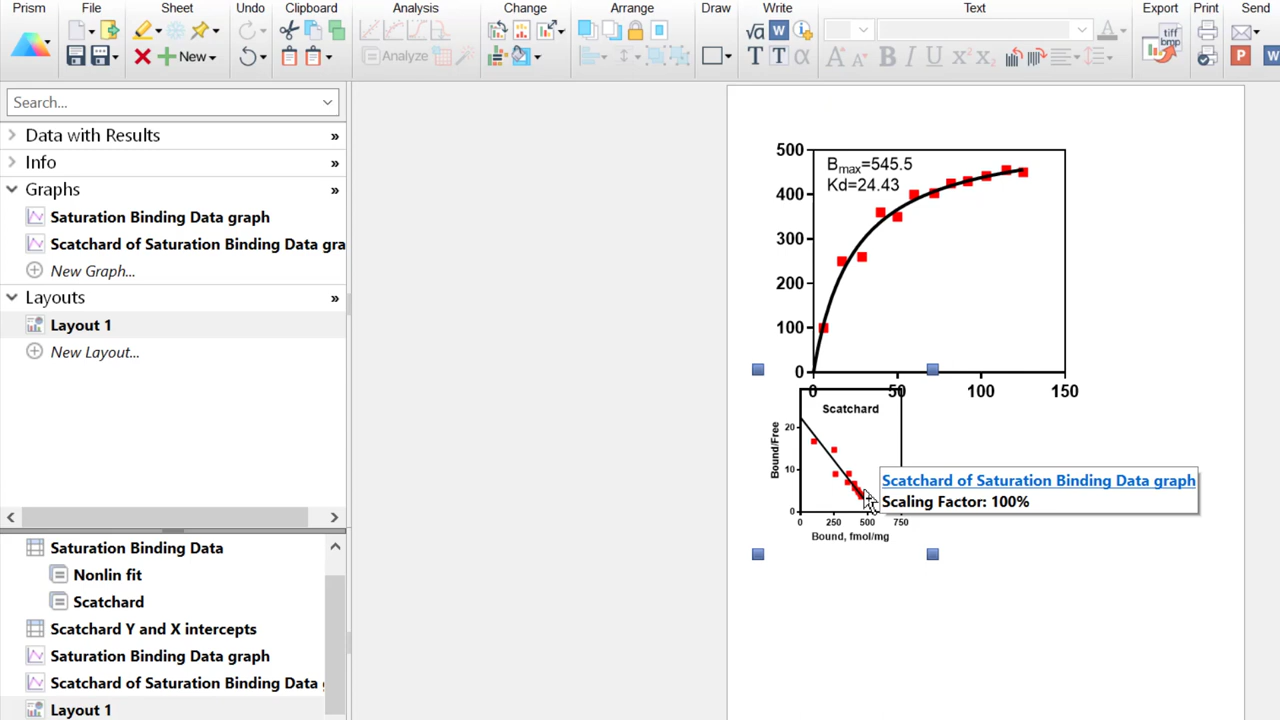 Prism File Sheet Undo Clipboard Analysis Change Arrange Draw Write Text Export Print Send
√α W i tiff bmp
Analyze T T α A A B I U X² X₂ A P W
New
Search...
Data with Results »
Info »
Graphs »
Saturation Binding Data graph
Scatchard of Saturation Binding Data gra
New Graph...
Layouts »
Layout 1
New Layout...
Saturation Binding Data
Nonlin fit
Scatchard
Scatchard Y and X intercepts
Saturation Binding Data graph
Scatchard of Saturation Binding Data
Layout 1
500
400
300
200
100
0
Bmax=545.5
Kd=24.43
0 50 100 150
Scatchard
Bound/Free
20
10
0
0 250 500 750
Bound, fmol/mg
Scatchard of Saturation Binding Data graph
Scaling Factor: 100%